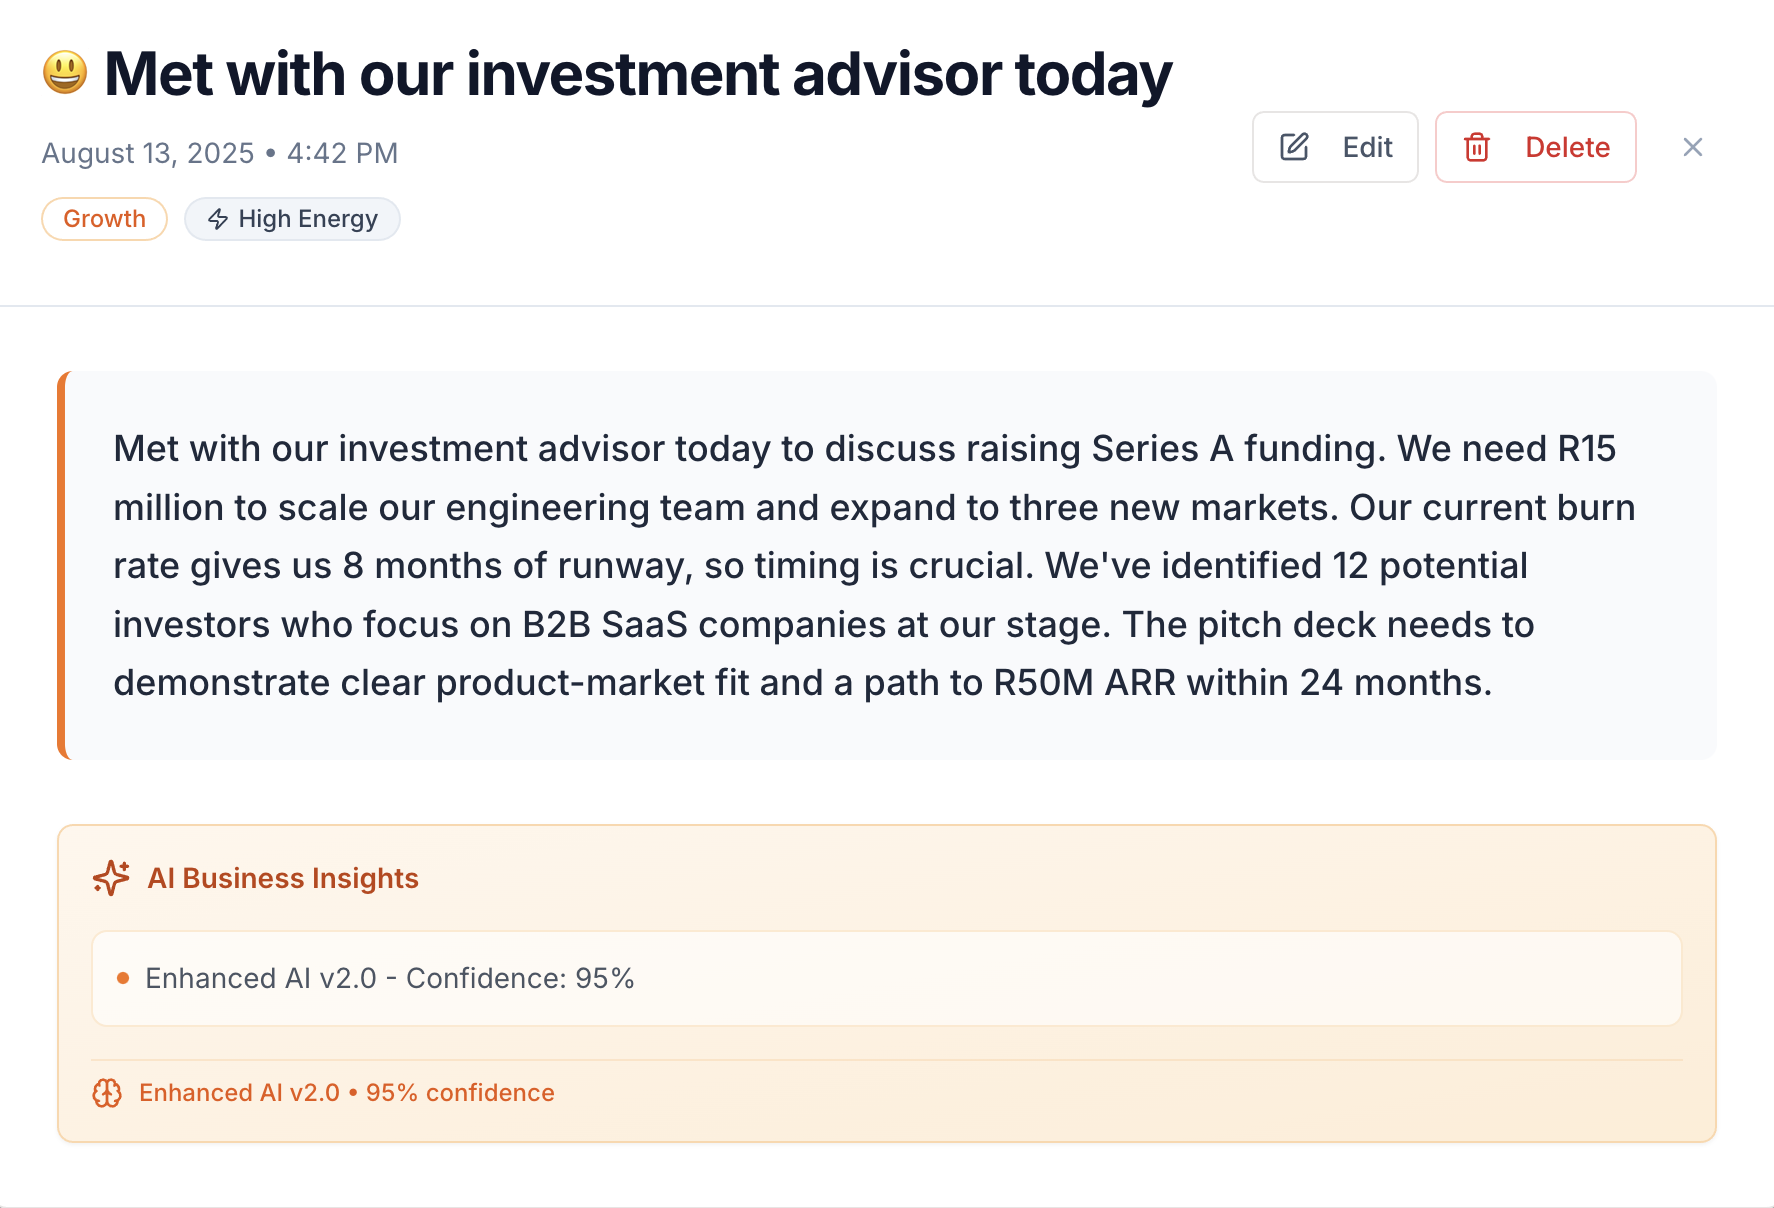 😃 Met with our investment advisor today
August 13, 2025 • 4:42 PM
Edit
Delete
Growth
High Energy
Met with our investment advisor today to discuss raising Series A funding. We need R15
million to scale our engineering team and expand to three new markets. Our current burn
rate gives us 8 months of runway, so timing is crucial. We've identified 12 potential
investors who focus on B2B SaaS companies at our stage. The pitch deck needs to
demonstrate clear product-market fit and a path to R50M ARR within 24 months.
AI Business Insights
• Enhanced AI v2.0 - Confidence: 95%
Enhanced AI v2.0 • 95% confidence